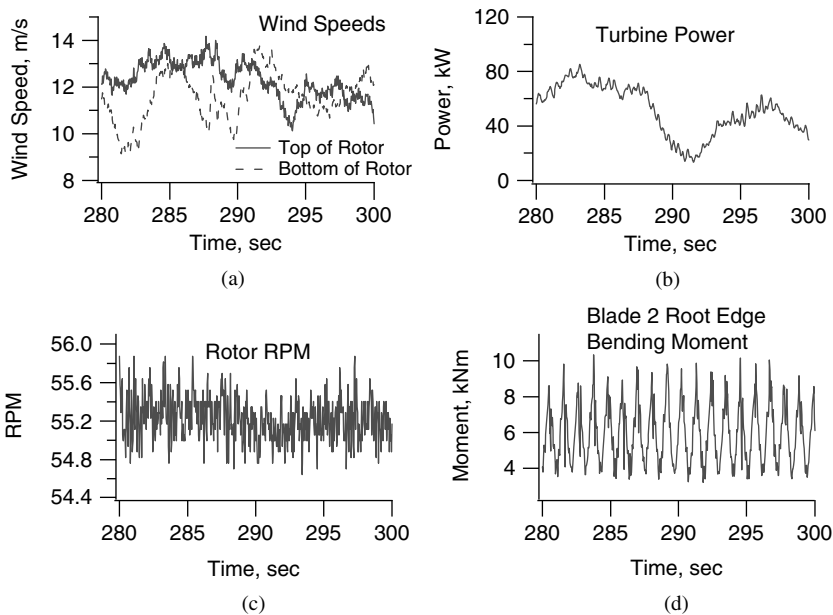 Wind Speeds
Wind Speed, m/s
14
12
10
8
Top of Rotor
Bottom of Rotor
280 285 290 295 300
Time, sec
(a)
Turbine Power
Power, kW
120
80
40
0
280 285 290 295 300
Time, sec
(b)
Rotor RPM
RPM
56.0
55.6
55.2
54.8
54.4
280 285 290 295 300
Time, sec
(c)
Blade 2 Root Edge
Bending Moment
Moment, kNm
10
8
6
4
280 285 290 295 300
Time, sec
(d)